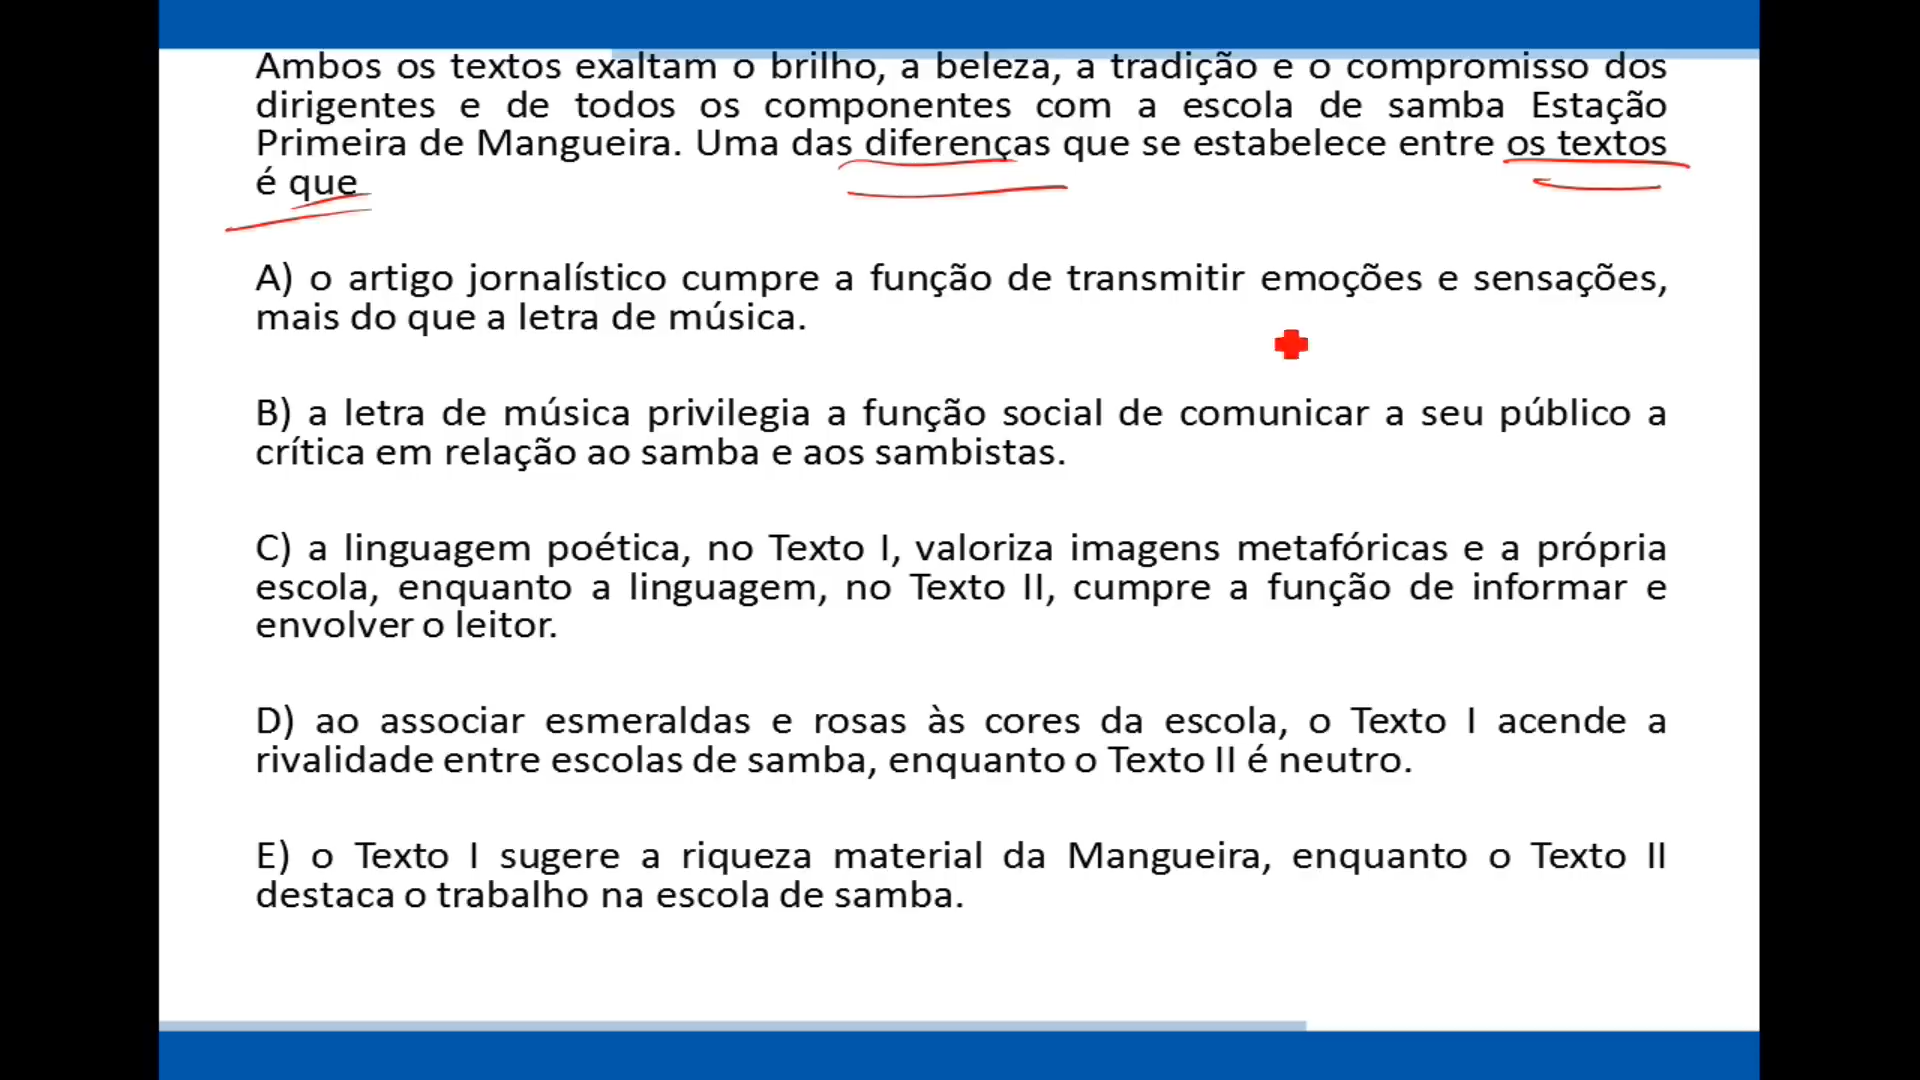 Ambos os textos exaltam o brilho, a beleza, a tradição e o compromisso dos
dirigentes e de todos os componentes com a escola de samba Estação
Primeira de Mangueira. Uma das diferenças que se estabelece entre os textos
é que
A) o artigo jornalístico cumpre a função de transmitir emoções e sensações,
mais do que a letra de música.
B) a letra de música privilegia a função social de comunicar a seu público a
crítica em relação ao samba e aos sambistas.
C) a linguagem poética, no Texto I, valoriza imagens metafóricas e a própria
escola, enquanto a linguagem, no Texto II, cumpre a função de informar e
envolver o leitor.
D) ao associar esmeraldas e rosas às cores da escola, o Texto I acende a
rivalidade entre escolas de samba, enquanto o Texto II é neutro.
E) o Texto I sugere a riqueza material da Mangueira, enquanto o Texto II
destaca o trabalho na escola de samba.